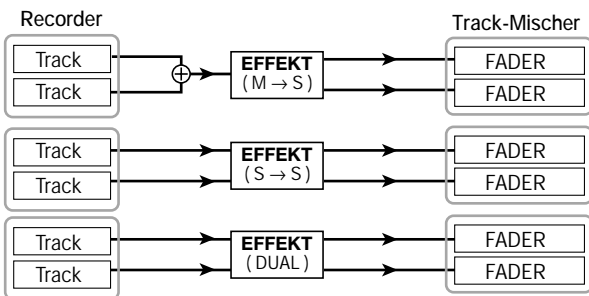 Recorder
Track-Mischer
Track
Track
EFFEKT
(M → S)
FADER
FADER
Track
Track
EFFEKT
(S → S)
FADER
FADER
Track
Track
EFFEKT
(DUAL)
FADER
FADER